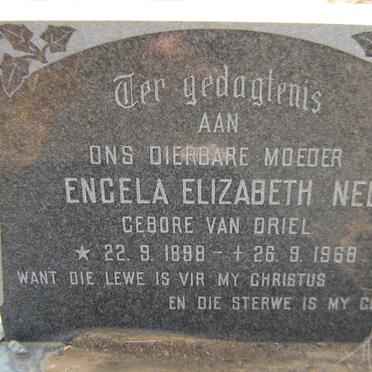 Ter gedagtenis
AAN
ONS DIERBARE MOEDER
ENGELA ELIZABETH NEL
GEBORE VAN DRIEL
★ 22. 9. 1898 - ✝ 26. 9. 1968
WANT DIE LEWE IS VIR MY CHRISTUS
EN DIE STERWE IS MY